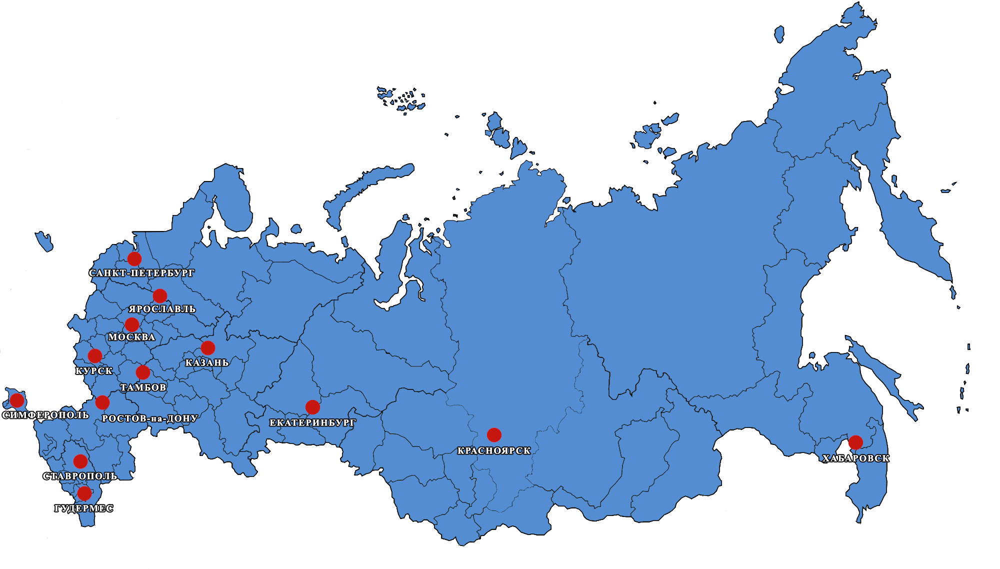 САНКТ-ПЕТЕРБУРГ
ЯРОСЛАВЛЬ
МОСКВА
КАЗАНЬ
КУРСК
ТАМБОВ
СИМФЕРОПОЛЬ
РОСТОВ-на-ДОНУ
ЕКАТЕРИНБУРГ
КРАСНОЯРСК
ХАБАРОВСК
СТАВРОПОЛЬ
ГУДЕРМЕС